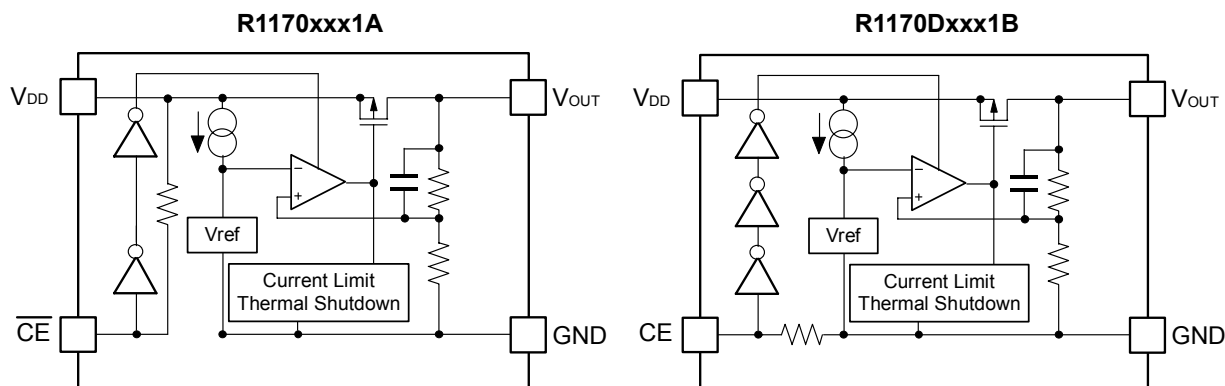 R1170xxx1A
VDD
VOUT
−
+
Vref
Current Limit
Thermal Shutdown
CE
GND
R1170Dxxx1B
VDD
VOUT
−
+
Vref
Current Limit
Thermal Shutdown
CE
GND